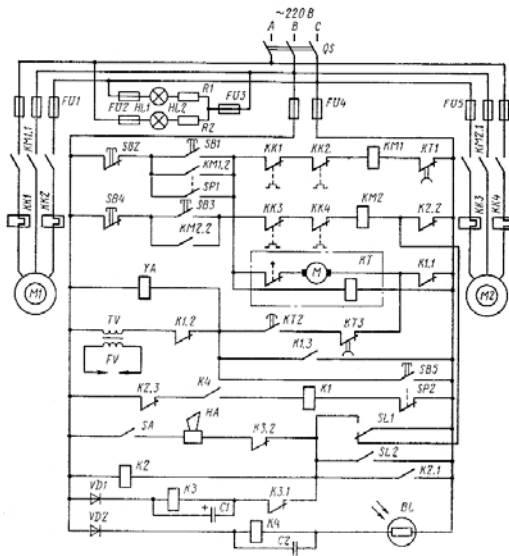 ~220 В
А В С
QS
R1
FU2 HL1 HL2 FU3
R2
FU1 FU4 FU5
KM1,1 KM2,1
SB2 SB1 KK1 KK2 KM1 KT1
KM1,2
SP1
KK1 KK2
SB4 SB3 KK3 KK4 KM2 K2,2
KM2,2
KK3 KK4
KT
M K1,1
M1 M2
YA
TV K1,2 KT2 KT3
FV K1,3
SB5
K2,3 K4 K1 SP2
SA HA K3,2 SL1
SL2
K2 K2,1
VD1 K3 K3,1
+ C1
VD2 K4 BL
C2